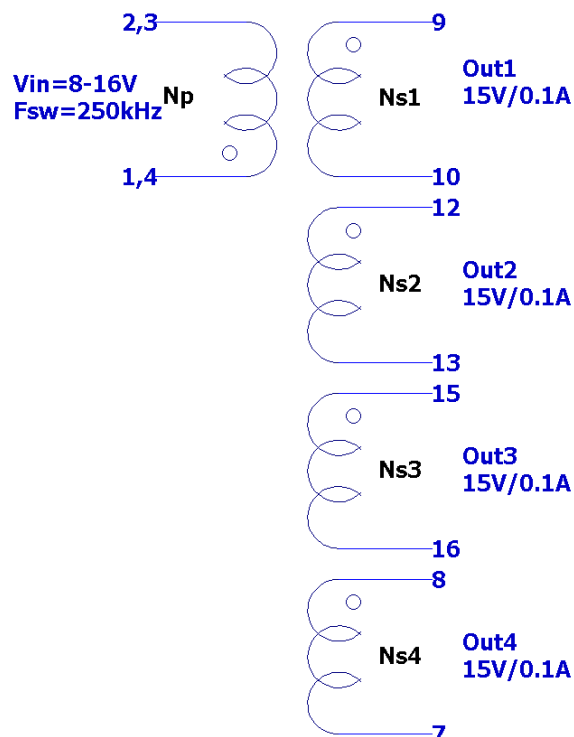 2,3
9
Vin=8-16V
Fsw=250kHz
Np
Ns1
Out1
15V/0.1A
1,4
10
12
Ns2
Out2
15V/0.1A
13
15
Ns3
Out3
15V/0.1A
16
8
Ns4
Out4
15V/0.1A
7